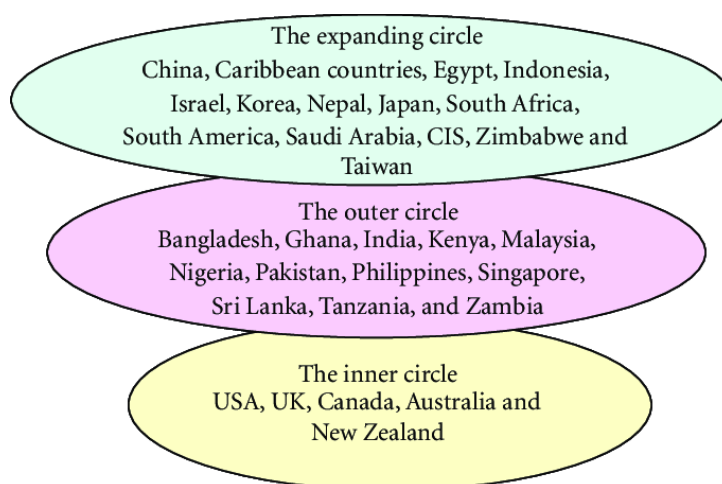 The expanding circle
China, Caribbean countries, Egypt, Indonesia,
Israel, Korea, Nepal, Japan, South Africa,
South America, Saudi Arabia, CIS, Zimbabwe and
Taiwan
The outer circle
Bangladesh, Ghana, India, Kenya, Malaysia,
Nigeria, Pakistan, Philippines, Singapore,
Sri Lanka, Tanzania, and Zambia
The inner circle
USA, UK, Canada, Australia and
New Zealand